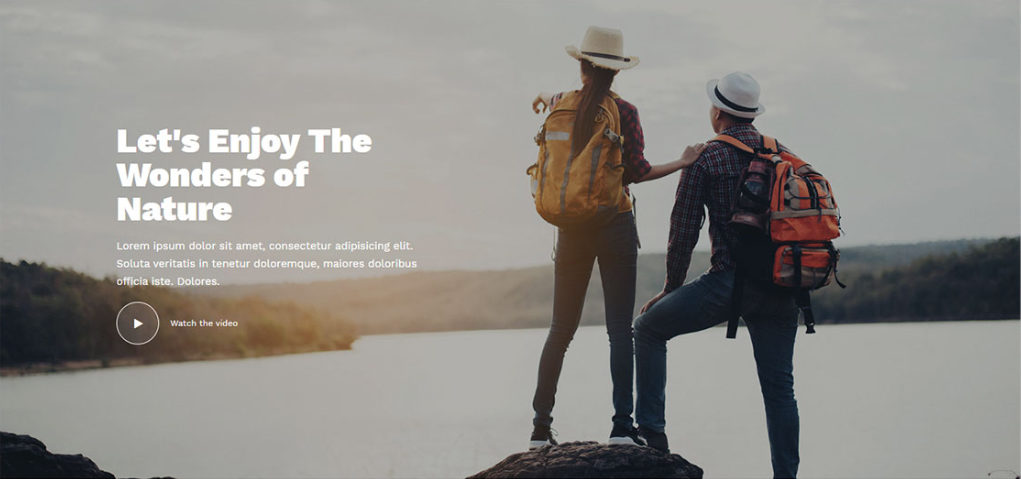 Let's Enjoy The
Wonders of
Nature
Lorem ipsum dolor sit amet, consectetur adipisicing elit.
Soluta veritatis in tenetur doloremque, maiores doloribus
officia iste. Dolores.
Watch the video